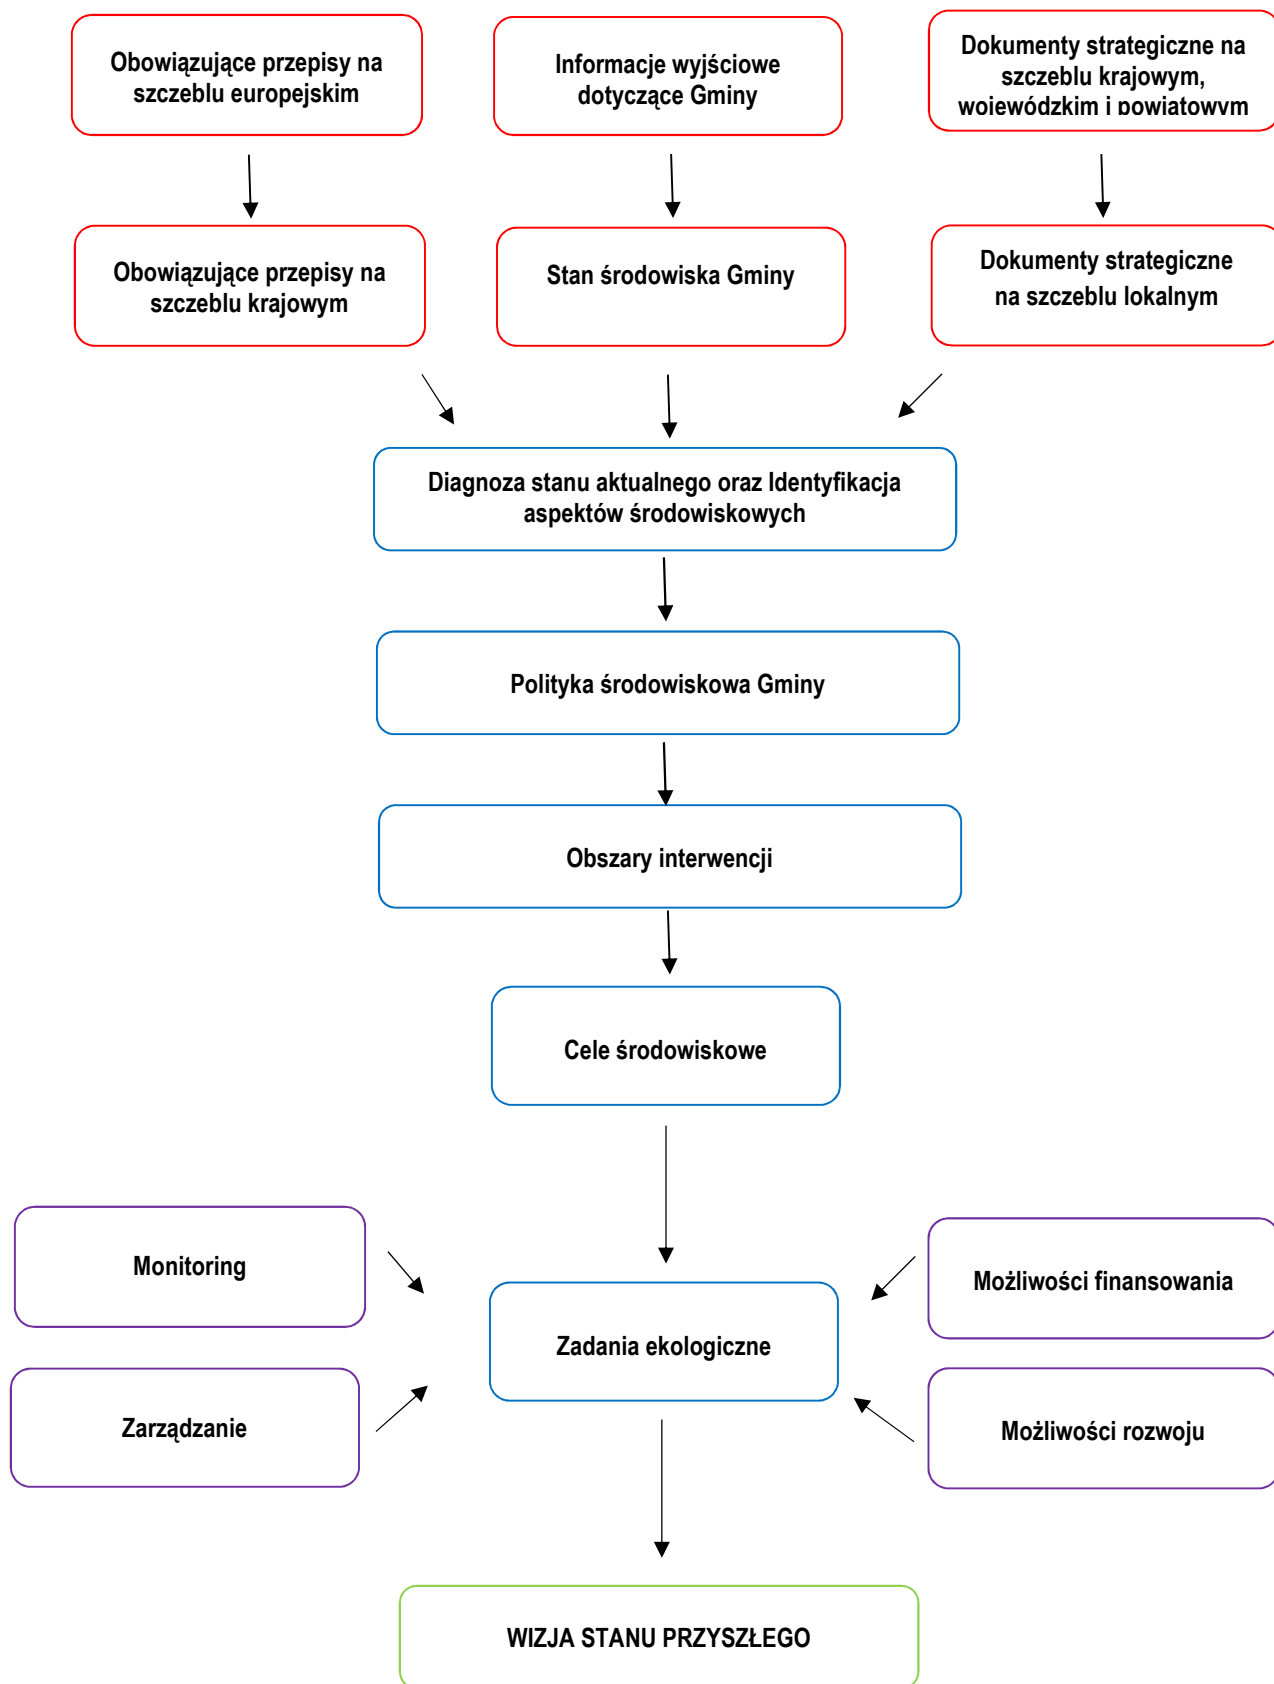 Obowiązujące przepisy na
szczeblu europejskim
Informacje wyjściowe
dotyczące Gminy
Dokumenty strategiczne na
szczeblu krajowym,
wojewódzkim i powiatowym
Obowiązujące przepisy na
szczeblu krajowym
Stan środowiska Gminy
Dokumenty strategiczne
na szczeblu lokalnym
Diagnoza stanu aktualnego oraz Identyfikacja
aspektów środowiskowych
Polityka środowiskowa Gminy
Obszary interwencji
Cele środowiskowe
Monitoring
Możliwości finansowania
Zadania ekologiczne
Zarządzanie
Możliwości rozwoju
WIZJA STANU PRZYSZŁEGO